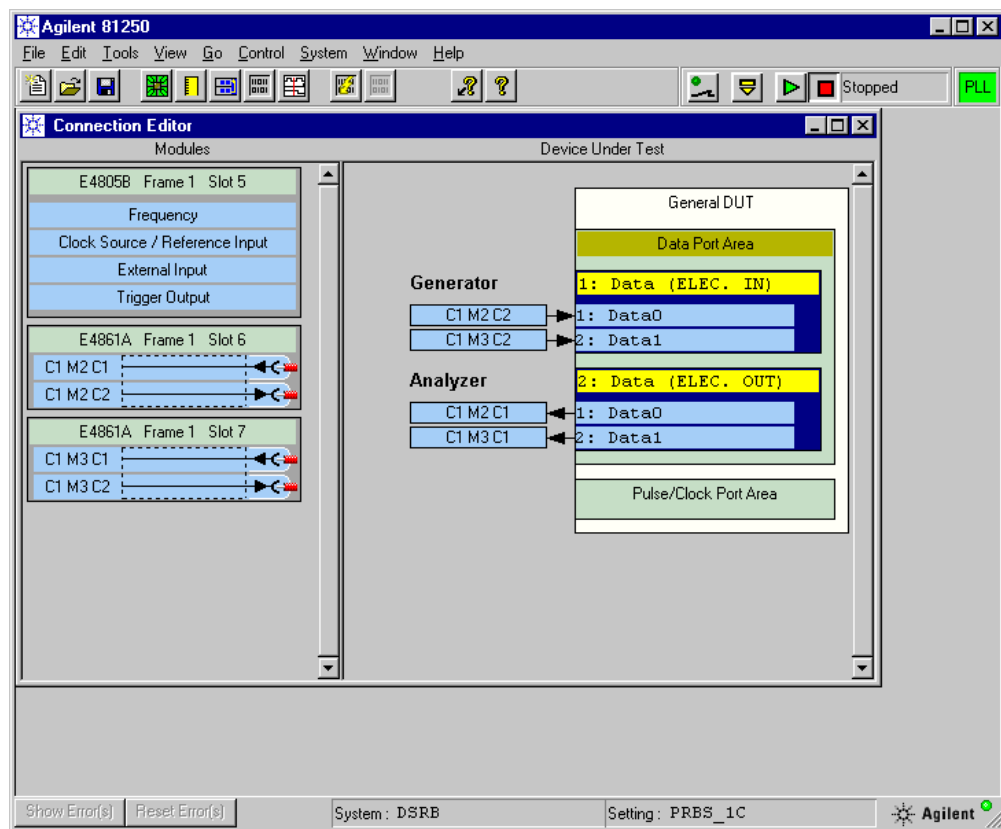 Agilent 81250
File Edit Tools View Go Control System Window Help
Stopped
PLL
Connection Editor
Modules
Device Under Test
E4805B Frame 1 Slot 5
Frequency
Clock Source / Reference Input
External Input
Trigger Output
E4861A Frame 1 Slot 6
C1 M2 C1
C1 M2 C2
E4861A Frame 1 Slot 7
C1 M3 C1
C1 M3 C2
General DUT
Data Port Area
Generator
1: Data (ELEC. IN)
C1 M2 C2
1: Data0
C1 M3 C2
2: Data1
Analyzer
2: Data (ELEC. OUT)
C1 M2 C1
1: Data0
C1 M3 C1
2: Data1
Pulse/Clock Port Area
Show Error(s)
Reset Error(s)
System: DSRB
Setting: PRBS_1C
Agilent